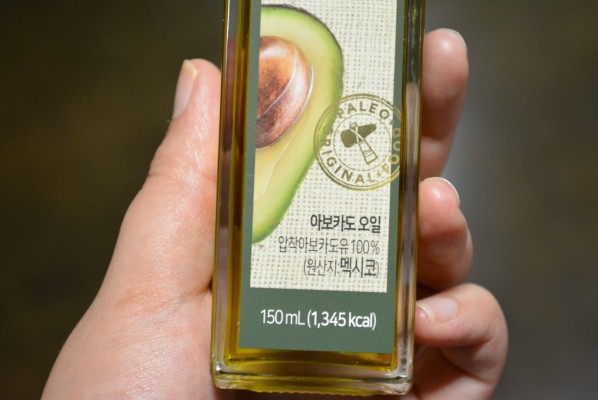 PALEO
ORIGINAL FOOD
아보카도 오일
압착아보카도유 100%
(원산지:멕시코)
150 mL (1,345 kcal)